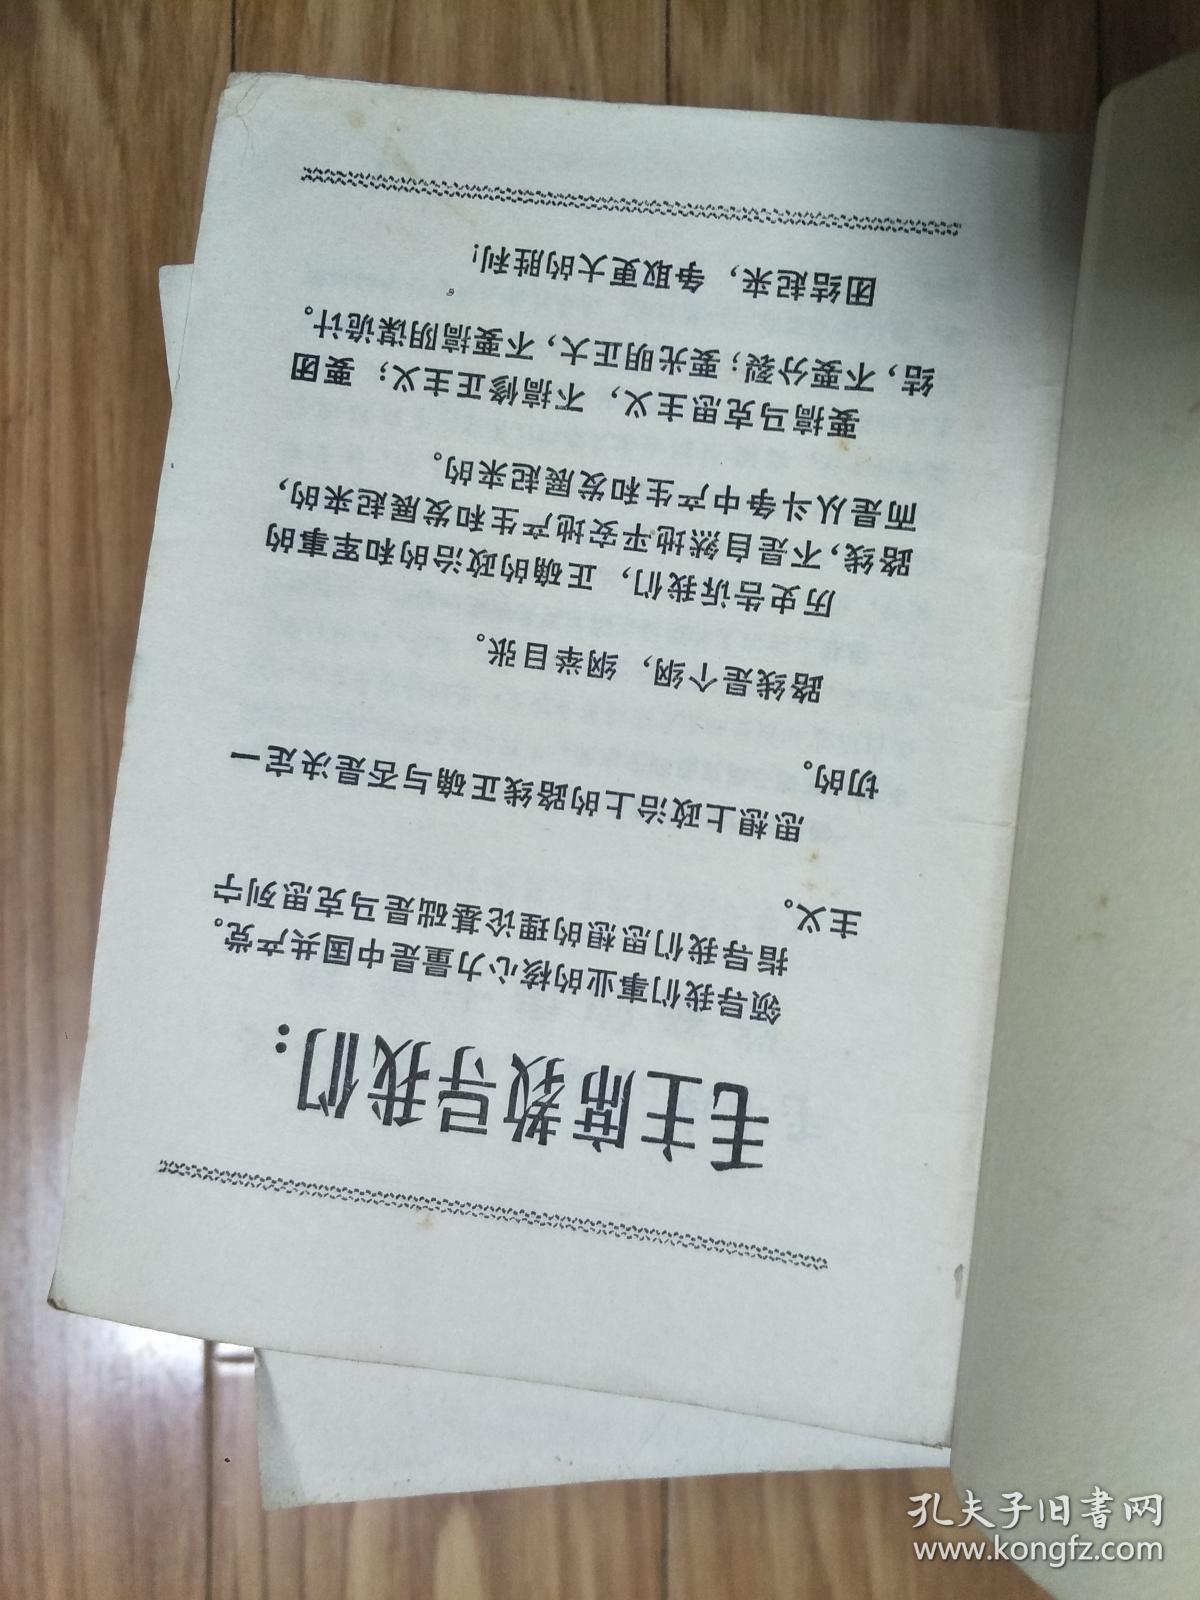 毛主席教导我们：
领导我们事业的核心力量是中国共产党。
指导我们思想的理论基础是马克思列宁
主义。
思想上政治上的路线正确与否是决定一
切的。
路线是个纲，纲举目张。
历史告诉我们，正确的政治的和军事的
路线，不是自然地平安地产生和发展起来的，
而是从斗争中产生和发展起来的。
要搞马克思主义，不搞修正主义；要团
结，不要分裂；要光明正大，不要搞阴谋诡计。
团结起来，争取更大的胜利！
孔夫子旧书网
www.kongfz.com